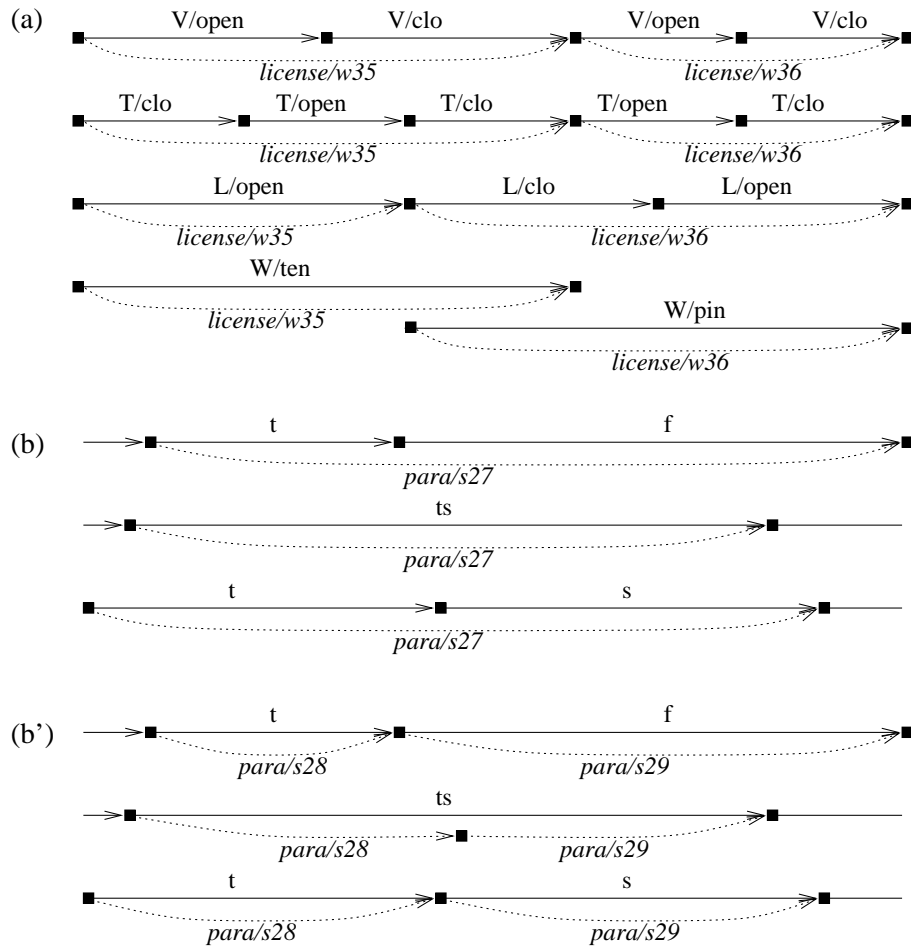 (a) V/open V/clo V/open V/clo
license/w35 license/w36
T/clo T/open T/clo T/open T/clo
license/w35 license/w36
L/open L/clo L/open
license/w35 license/w36
W/ten
license/w35
W/pin
license/w36
(b) t f
para/s27
ts
para/s27
t s
para/s27
(b') t f
para/s28 para/s29
ts
para/s28 para/s29
t s
para/s28 para/s29